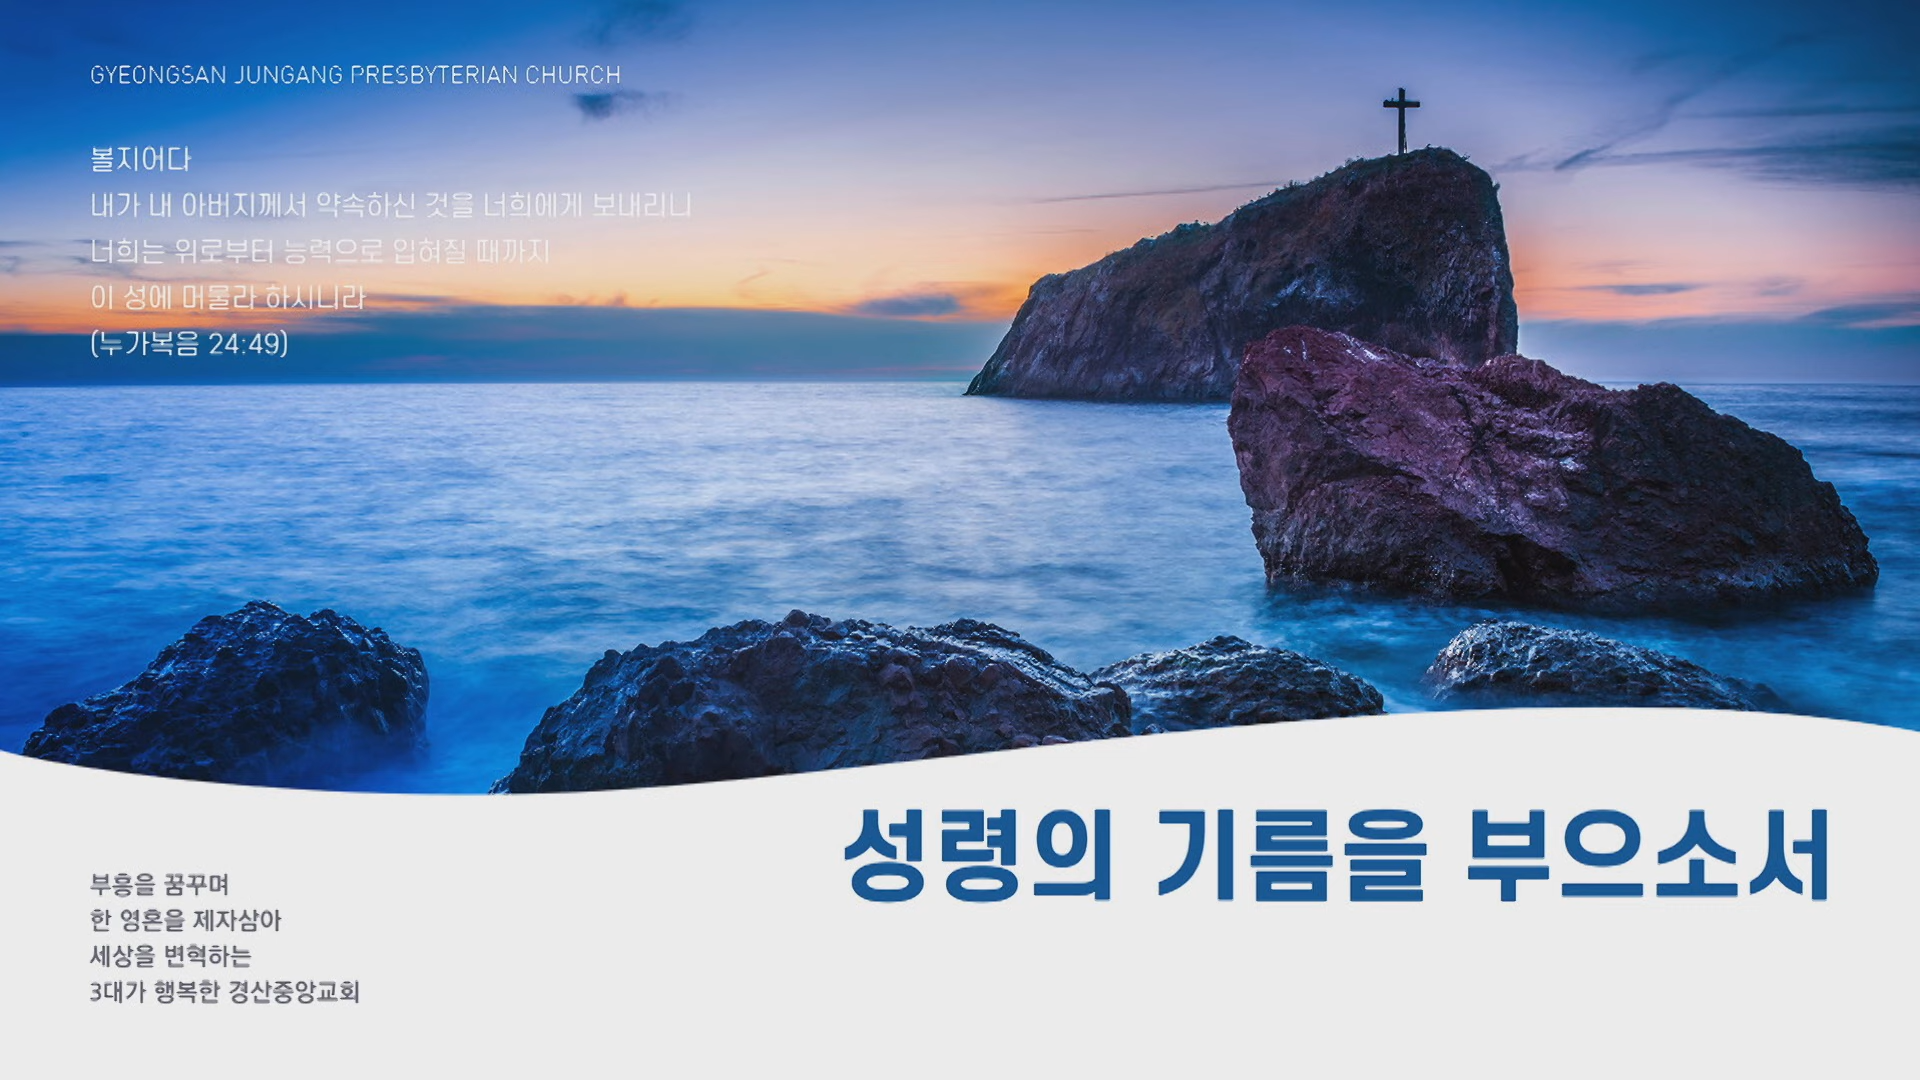 GYEONGSAN JUNGANG PRESBYTERIAN CHURCH
볼지어다
내가 내 아버지께서 약속하신 것을 너희에게 보내리니
너희는 위로부터 능력으로 입혀질 때까지
이 성에 머물라 하시니라
(누가복음 24:49)
성령의 기름을 부으소서
부흥을 꿈꾸며
한 영혼을 제자삼아
세상을 변혁하는
3대가 행복한 경산중앙교회